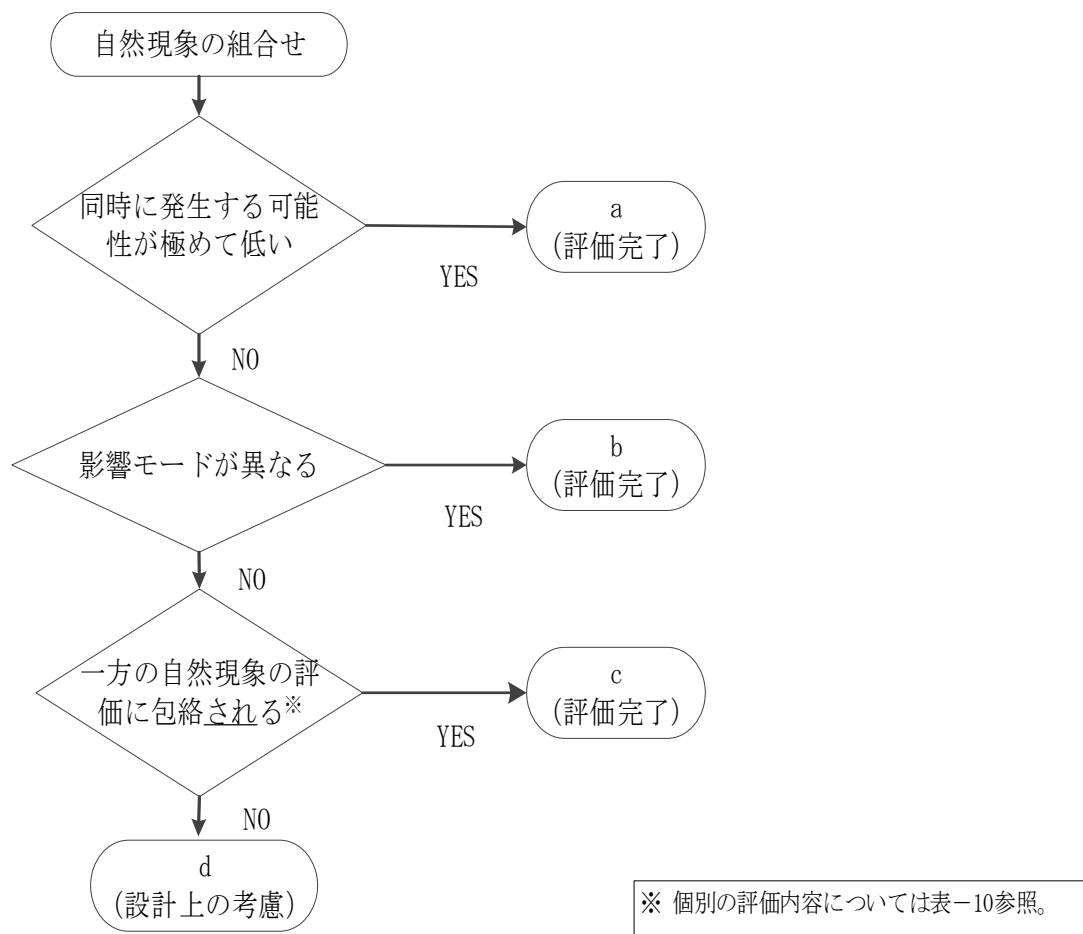 自然現象の組合せ
同時に発生する可能
性が極めて低い
a
(評価完了)
YES
NO
影響モードが異なる
b
(評価完了)
YES
NO
一方の自然現象の評
価に包絡される※
c
(評価完了)
YES
NO
d
(設計上の考慮)
※ 個別の評価内容については表－10参照。